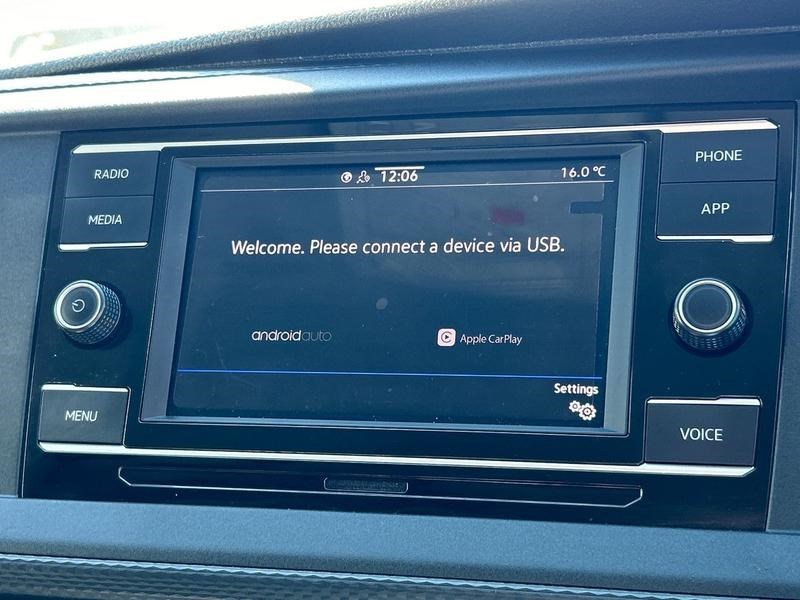 RADIO
MEDIA
MENU
12:06
16.0 °C
Welcome. Please connect a device via USB.
androidauto
Apple CarPlay
Settings
PHONE
APP
VOICE